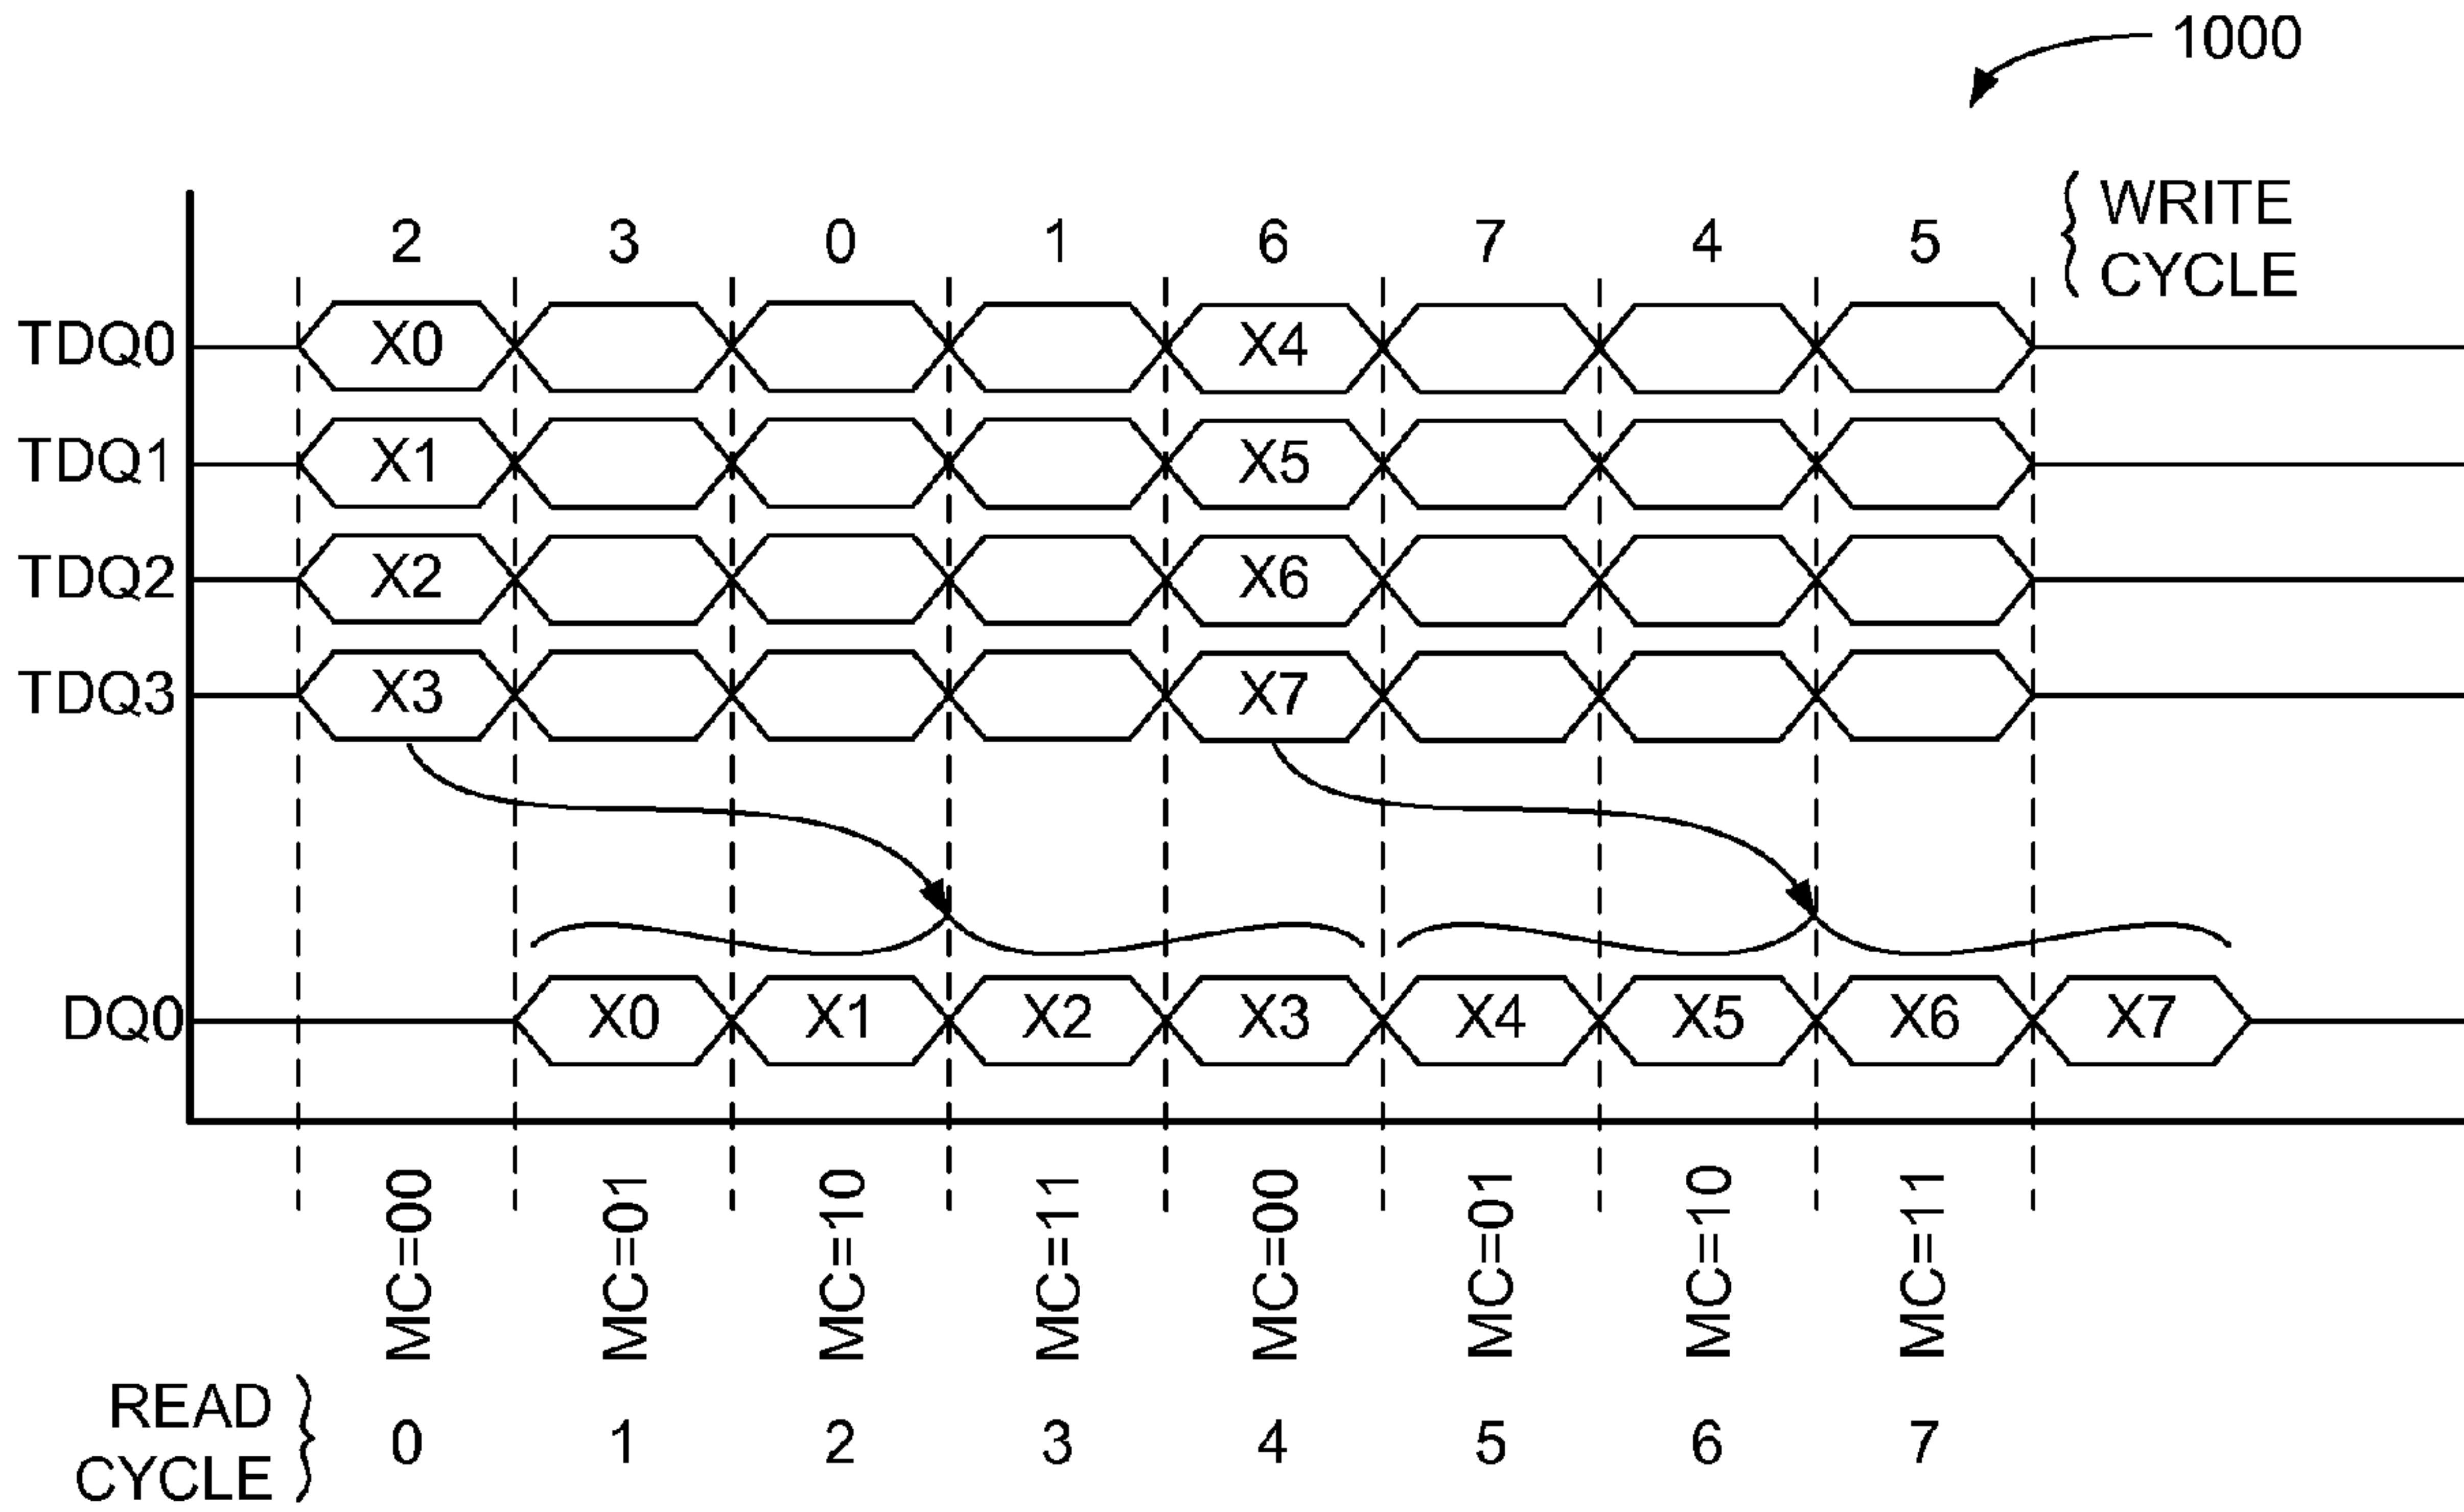 1000
WRITE
CYCLE
2 3 0 1 6 7 4 5
TDQ0 X0 X4
TDQ1 X1 X5
TDQ2 X2 X6
TDQ3 X3 X7
DQ0 X0 X1 X2 X3 X4 X5 X6 X7
MC=00 MC=01 MC=10 MC=11 MC=00 MC=01 MC=10 MC=11
READ
CYCLE
0 1 2 3 4 5 6 7